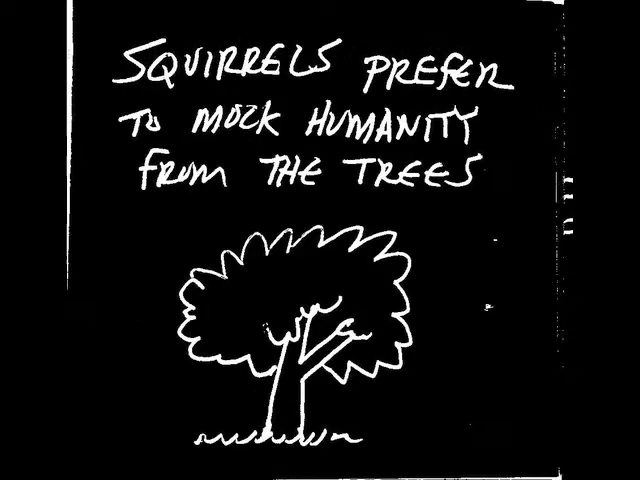 SQUIRRELS PREFER
TO MOCK HUMANITY
FROM THE TREES